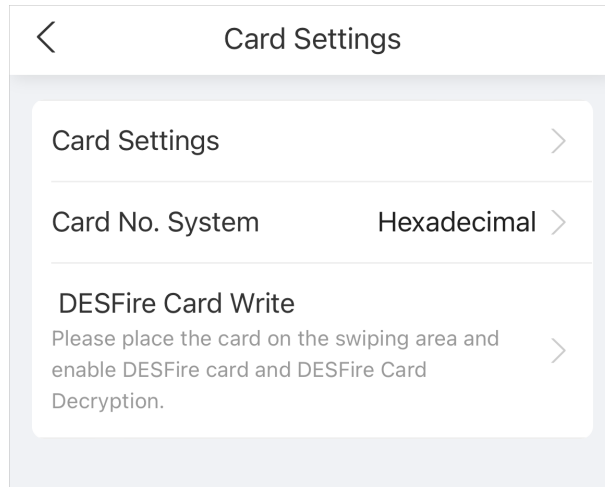 Card Settings
Card Settings
Card No. System Hexadecimal
DESFire Card Write
Please place the card on the swiping area and
enable DESFire card and DESFire Card
Decryption.